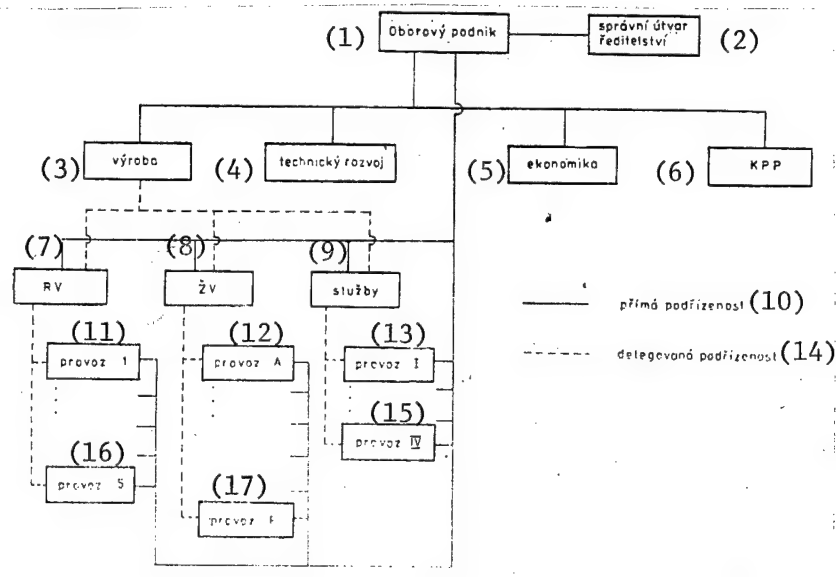 (1) Oborový podnik
správní útvar
ředitelství (2)
(3) výroba
(4) technický rozvoj
(5) ekonomika
(6) KPP
(7) RV
(8) ŽV
(9) služby
přímá podřízenost (10)
(11) provoz 1
(12) provoz A
(13) provoz I
delegovaná podřízenost (14)
(15) provoz IV
(16) provoz 5
(17) provoz F